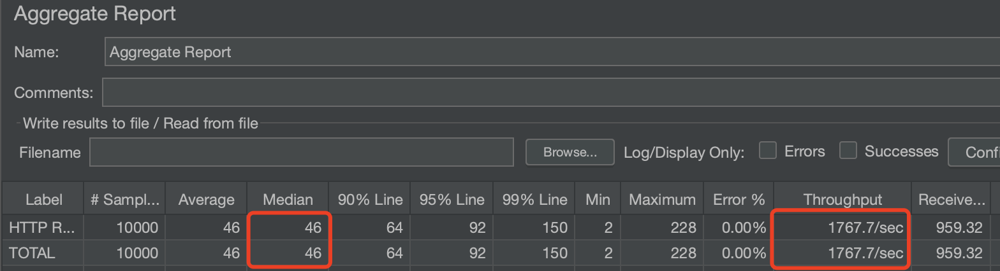 Aggregate Report
Name: Aggregate Report
Comments:
Write results to file / Read from file
Filename Browse... Log/Display Only: Errors Successes Confi
Label # Sampl... Average Median 90% Line 95% Line 99% Line Min Maximum Error % Throughput Receive...
HTTP R... 10000 46 46 64 92 150 2 228 0.00% 1767.7/sec 959.32
TOTAL 10000 46 46 64 92 150 2 228 0.00% 1767.7/sec 959.32